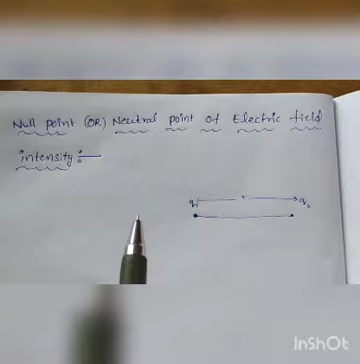 Null point (OR) Neutral point of Electric field
intensity :-
q₁ r q₂
InShOt